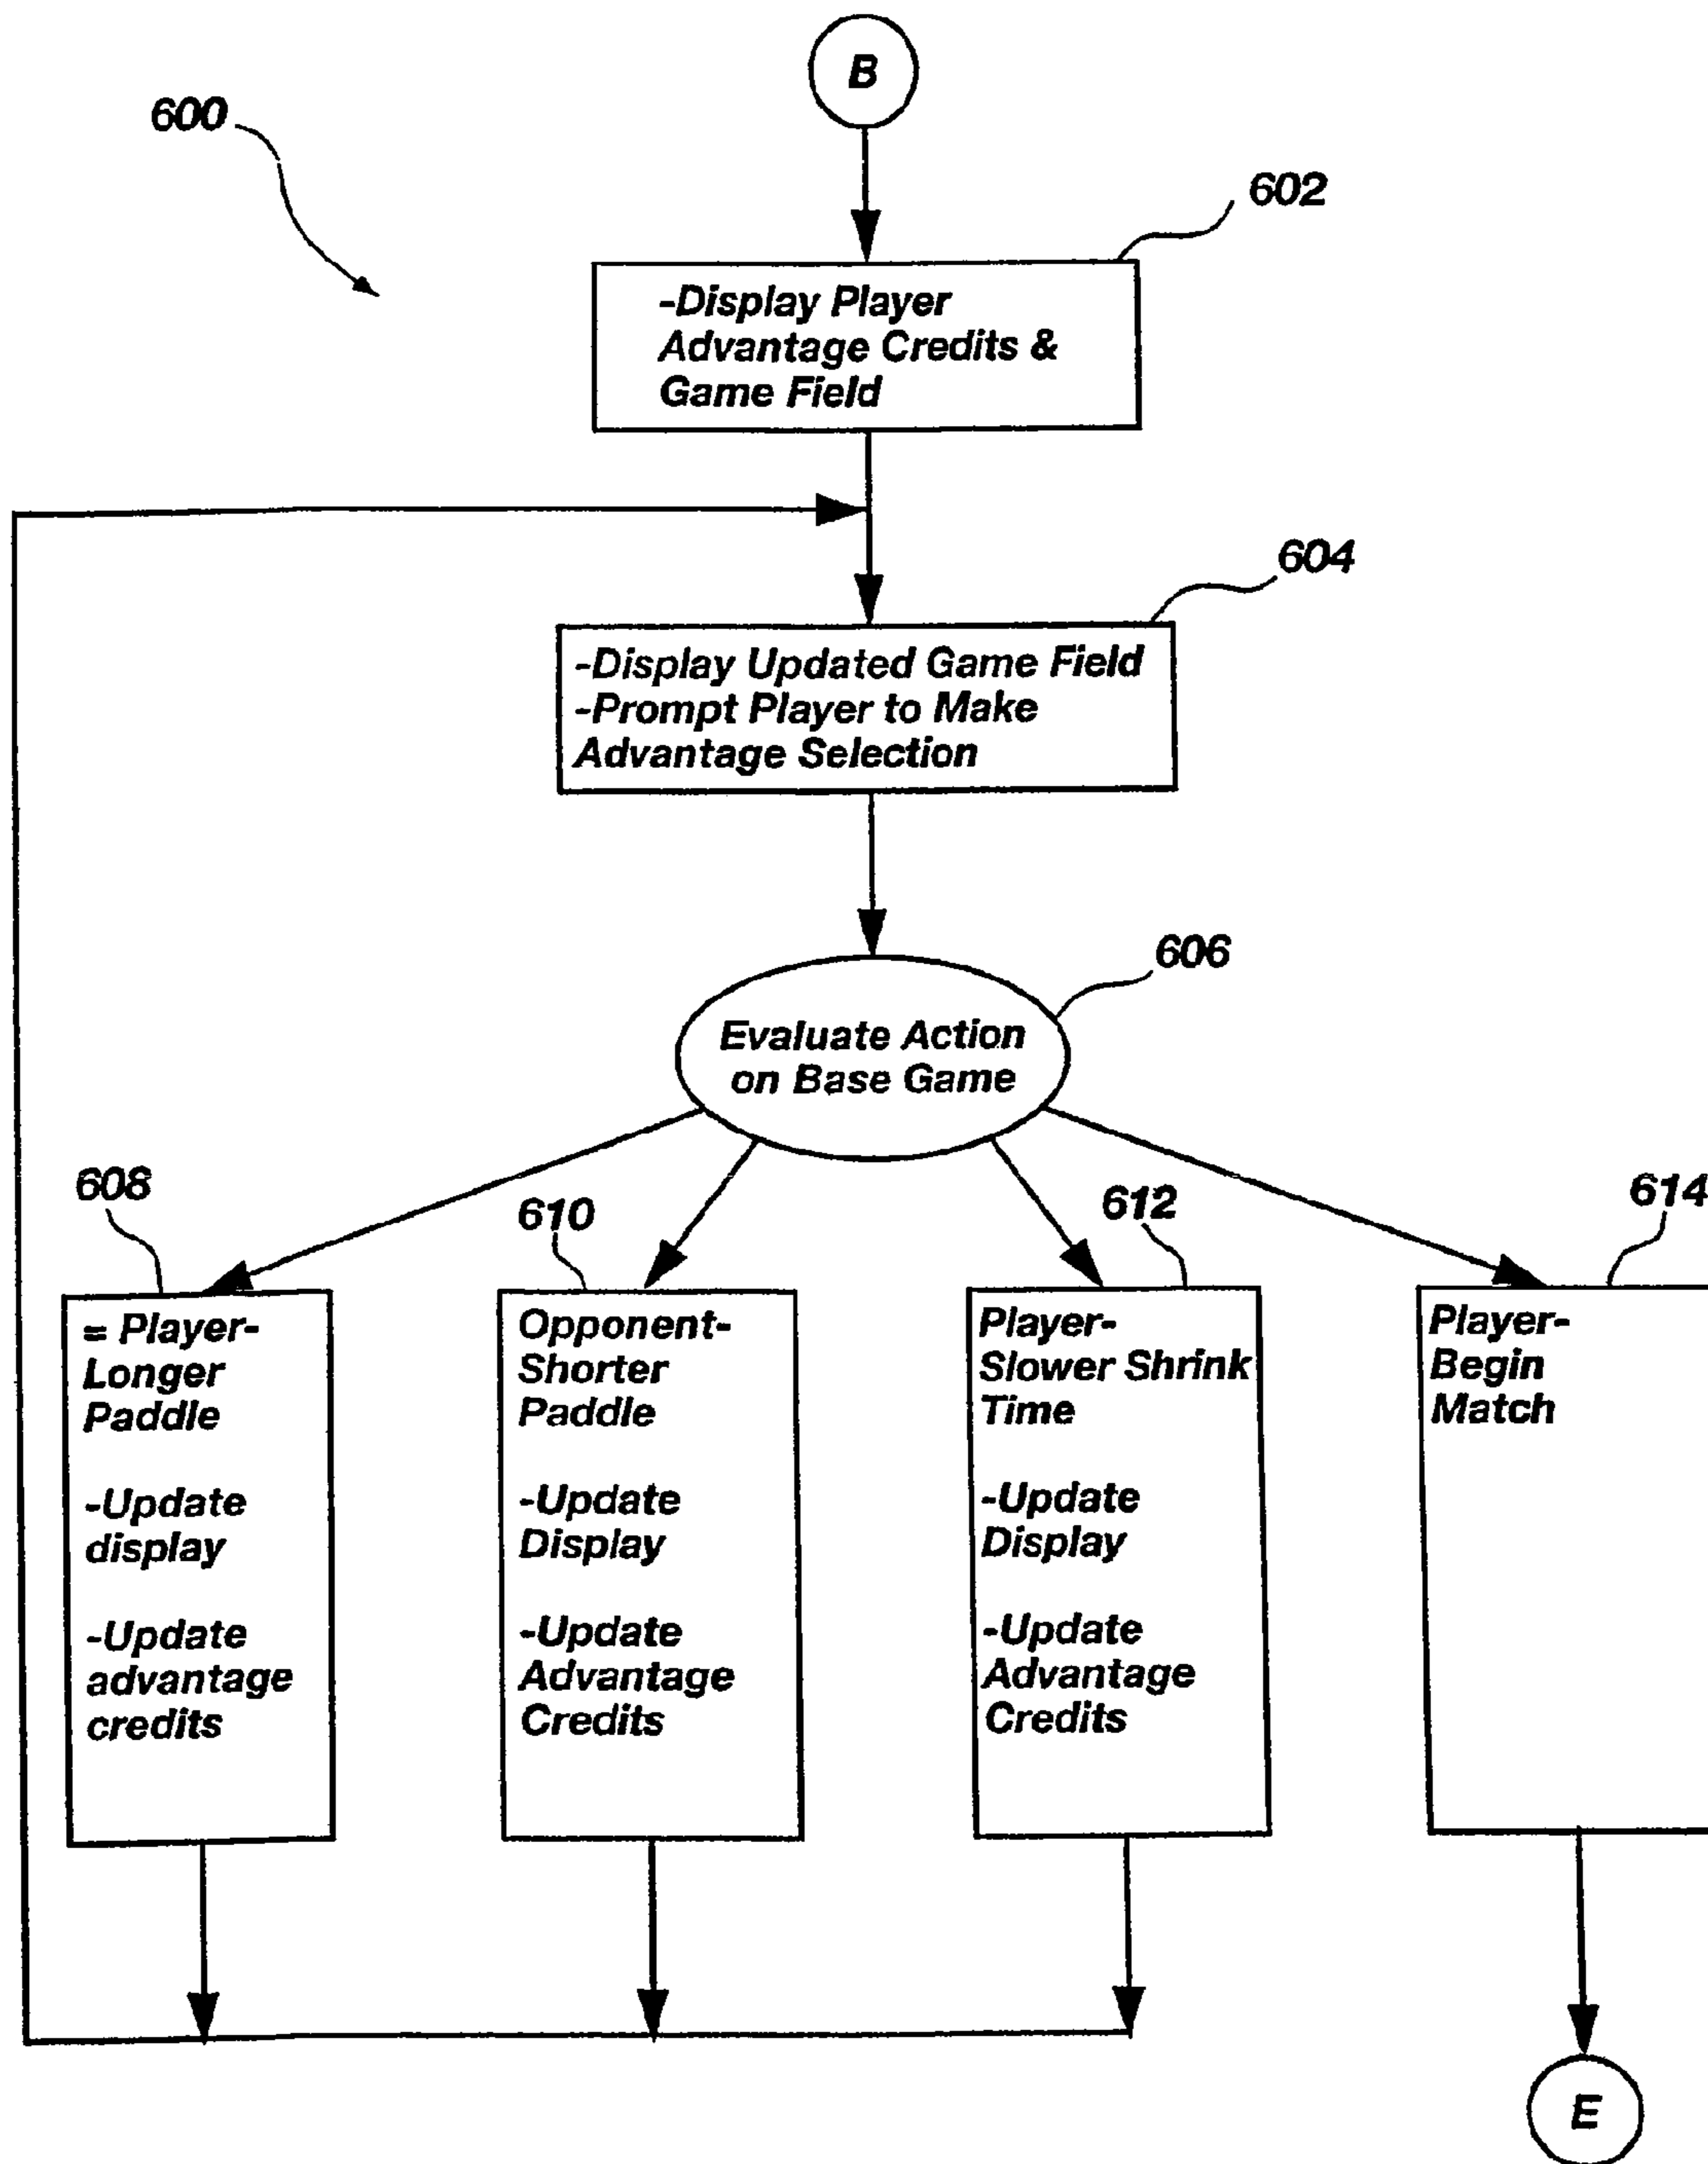 B
600
602
-Display Player
Advantage Credits &
Game Field
604
-Display Updated Game Field
-Prompt Player to Make
Advantage Selection
606
Evaluate Action
on Base Game
608
610
612
614
= Player-
Longer
Paddle
-Update
display
-Update
advantage
credits
Opponent-
Shorter
Paddle
-Update
Display
-Update
Advantage
Credits
Player-
Slower Shrink
Time
-Update
Display
-Update
Advantage
Credits
Player-
Begin
Match
E